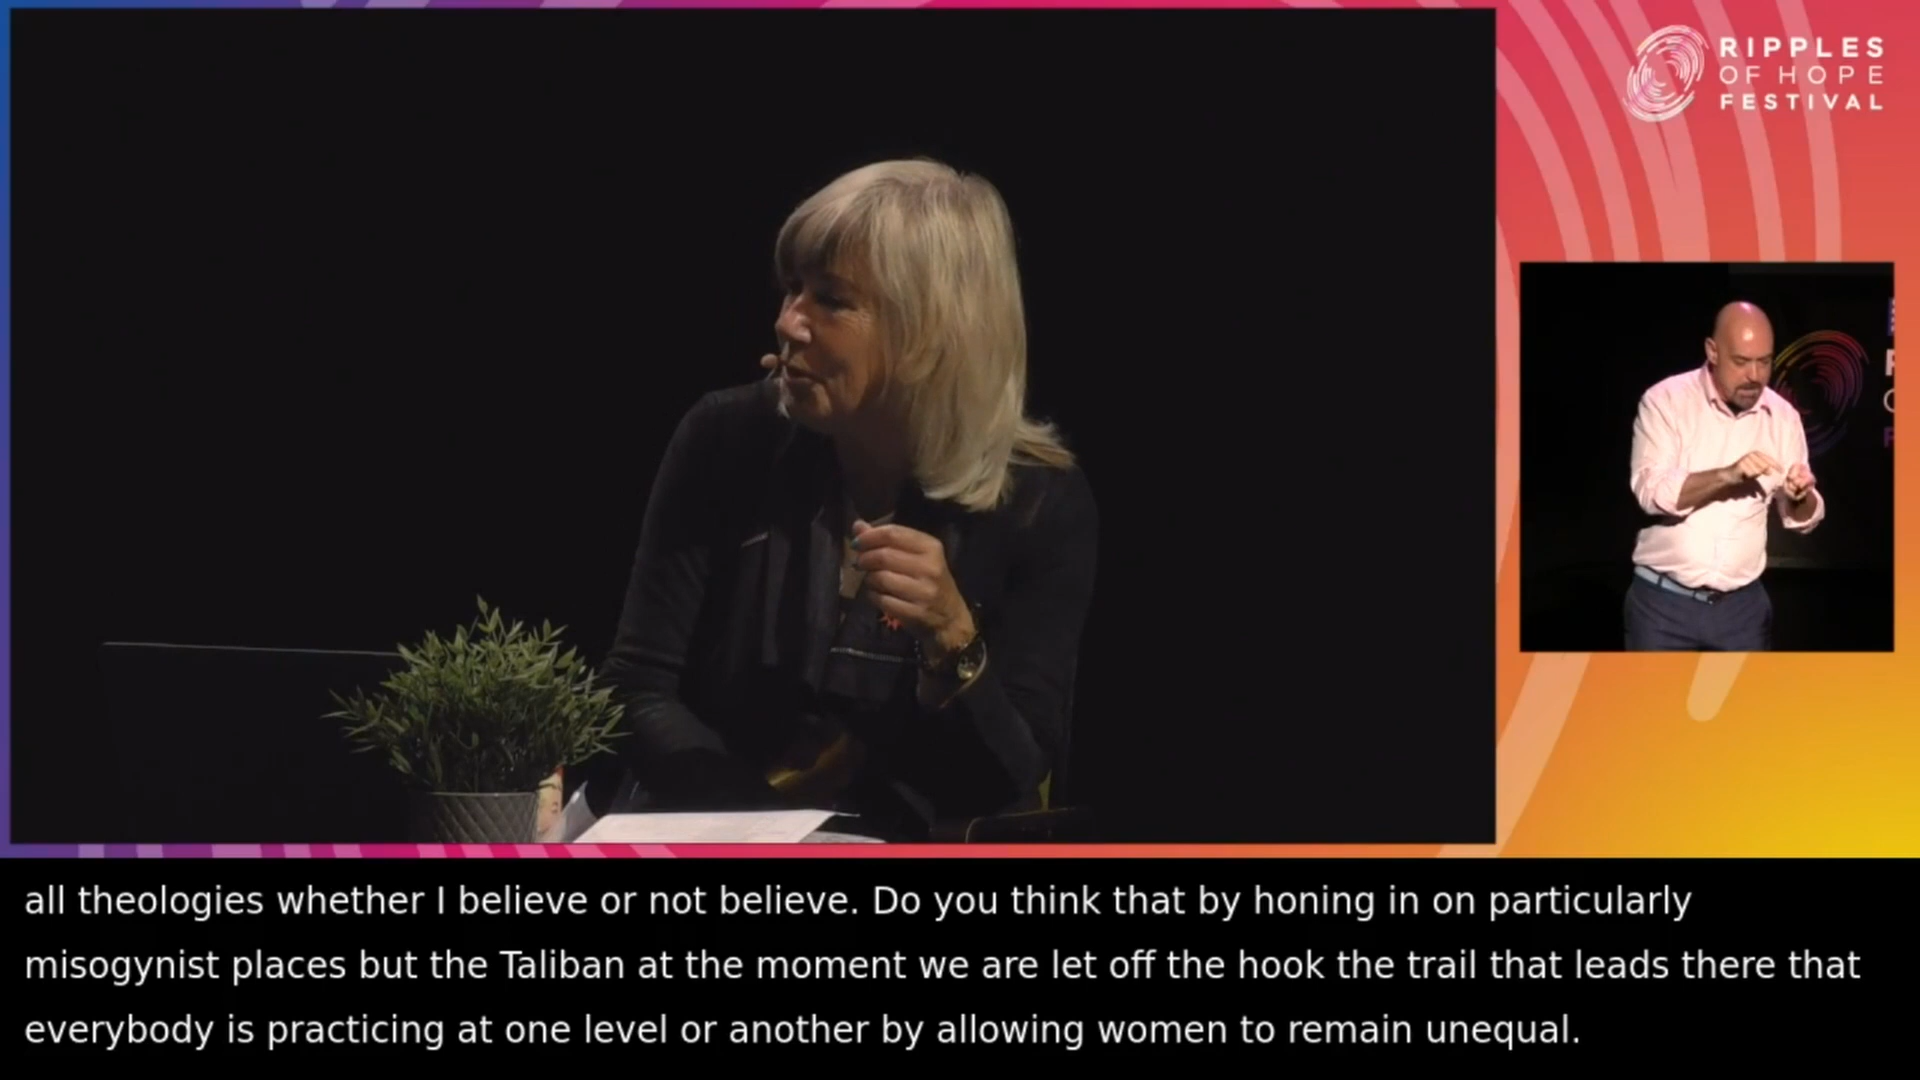 RIPPLES
OF HOPE
FESTIVAL
all theologies whether I believe or not believe. Do you think that by honing in on particularly
misogynist places but the Taliban at the moment we are let off the hook the trail that leads there that
everybody is practicing at one level or another by allowing women to remain unequal.